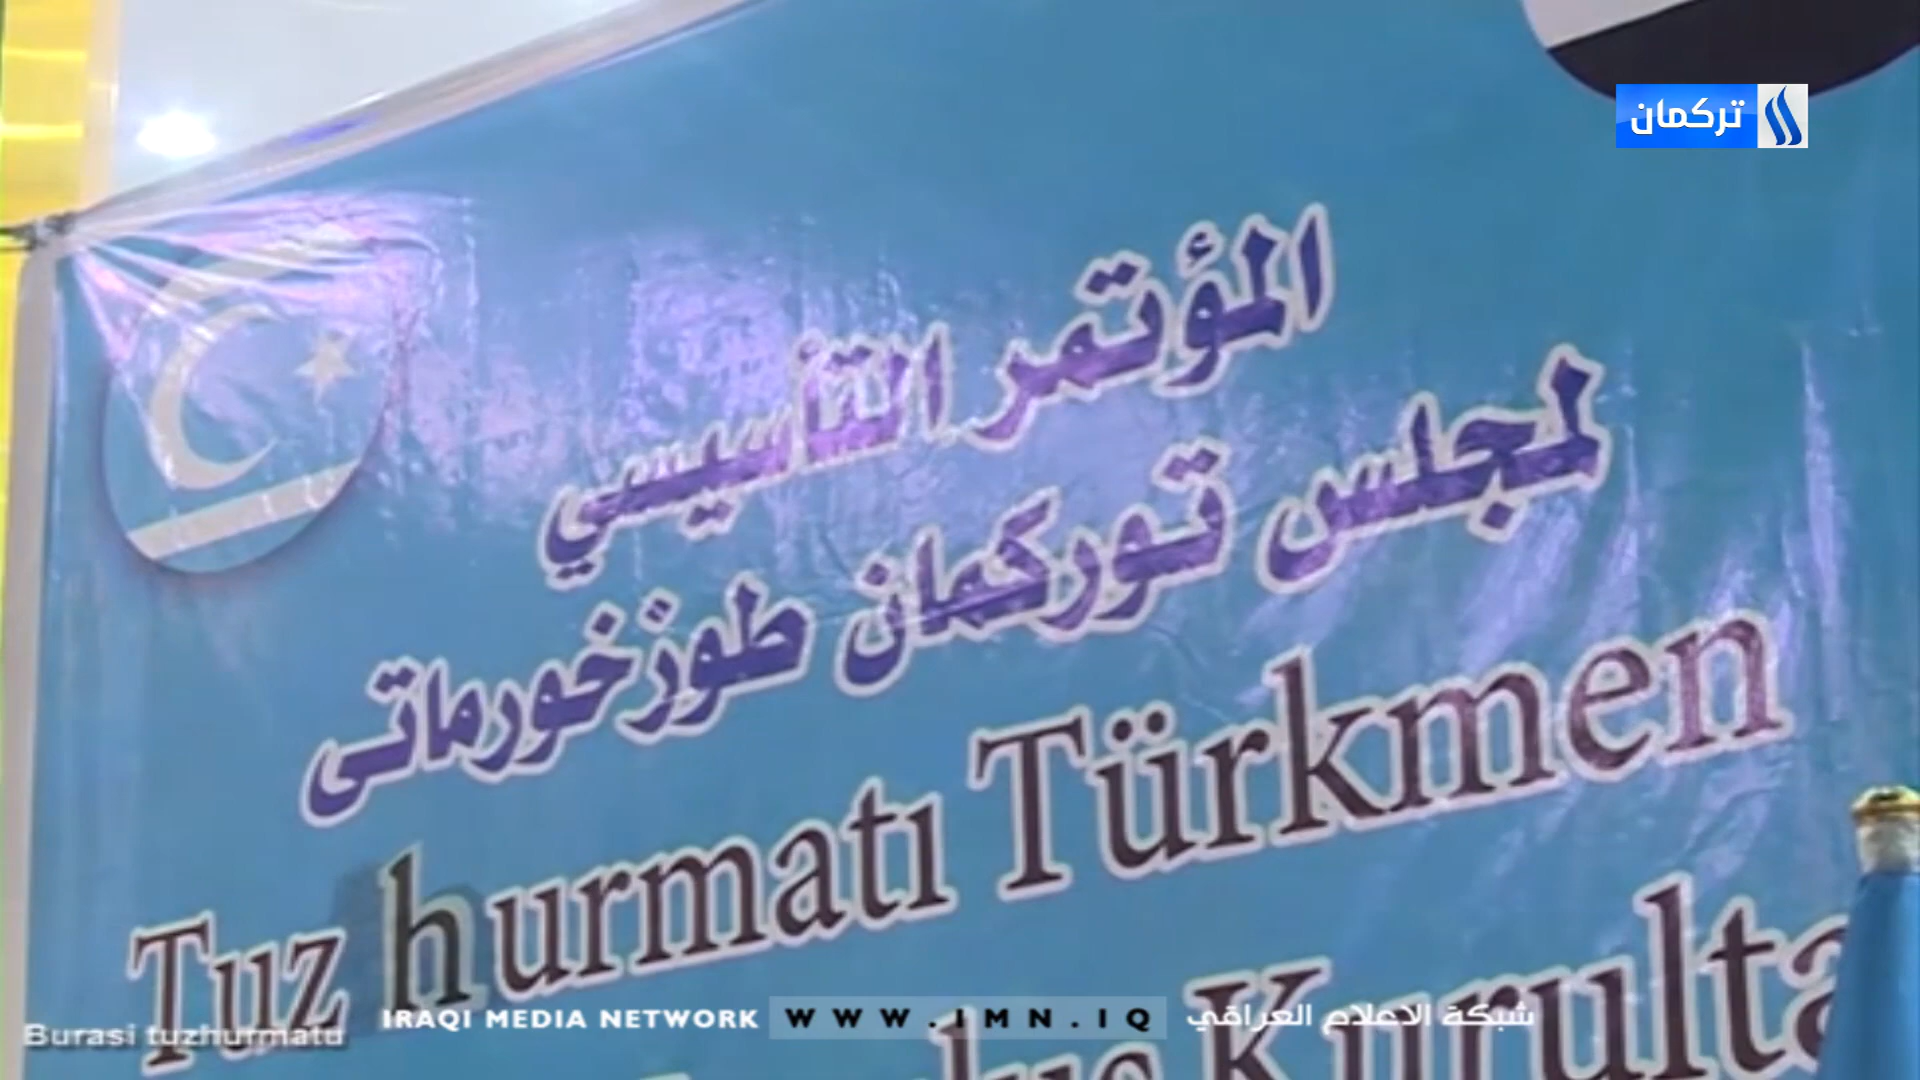 تركمان
المؤتمر التأسيسي
لمجلس توركمان طوزخورماتى
Tuz hurmatı Türkmen
Kurulta
IRAQI MEDIA NETWORK WWW.IMN.IQ شبكة الاعلام العراقي
Burasi tuzhurmatu